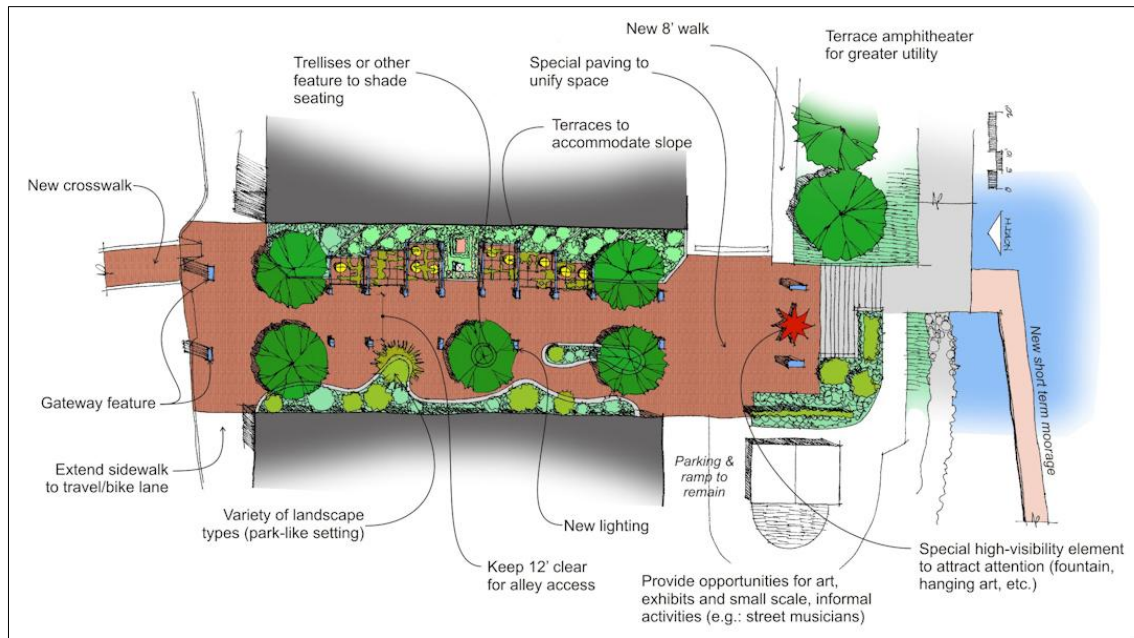 New 8' walk
Terrace amphitheater
for greater utility
Trellises or other
feature to shade
seating
Special paving to
unify space
Terraces to
accommodate slope
New crosswalk
NORTH
Gateway feature
New short term moorage
Extend sidewalk
to travel/bike lane
Parking &
ramp to
remain
Variety of landscape
types (park-like setting)
New lighting
Keep 12' clear
for alley access
Provide opportunities for art,
exhibits and small scale, informal
activities (e.g.: street musicians)
Special high-visibility element
to attract attention (fountain,
hanging art, etc.)